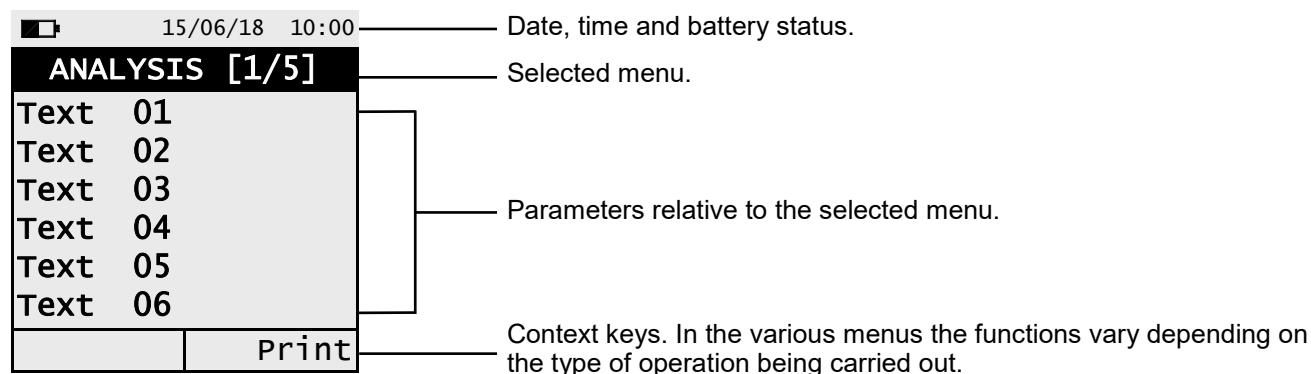 15/06/18 10:00
Date, time and battery status.
ANALYSIS [1/5]
Selected menu.
Text 01
Text 02
Text 03
Text 04
Text 05
Text 06
Parameters relative to the selected menu.
Print
Context keys. In the various menus the functions vary depending on
the type of operation being carried out.